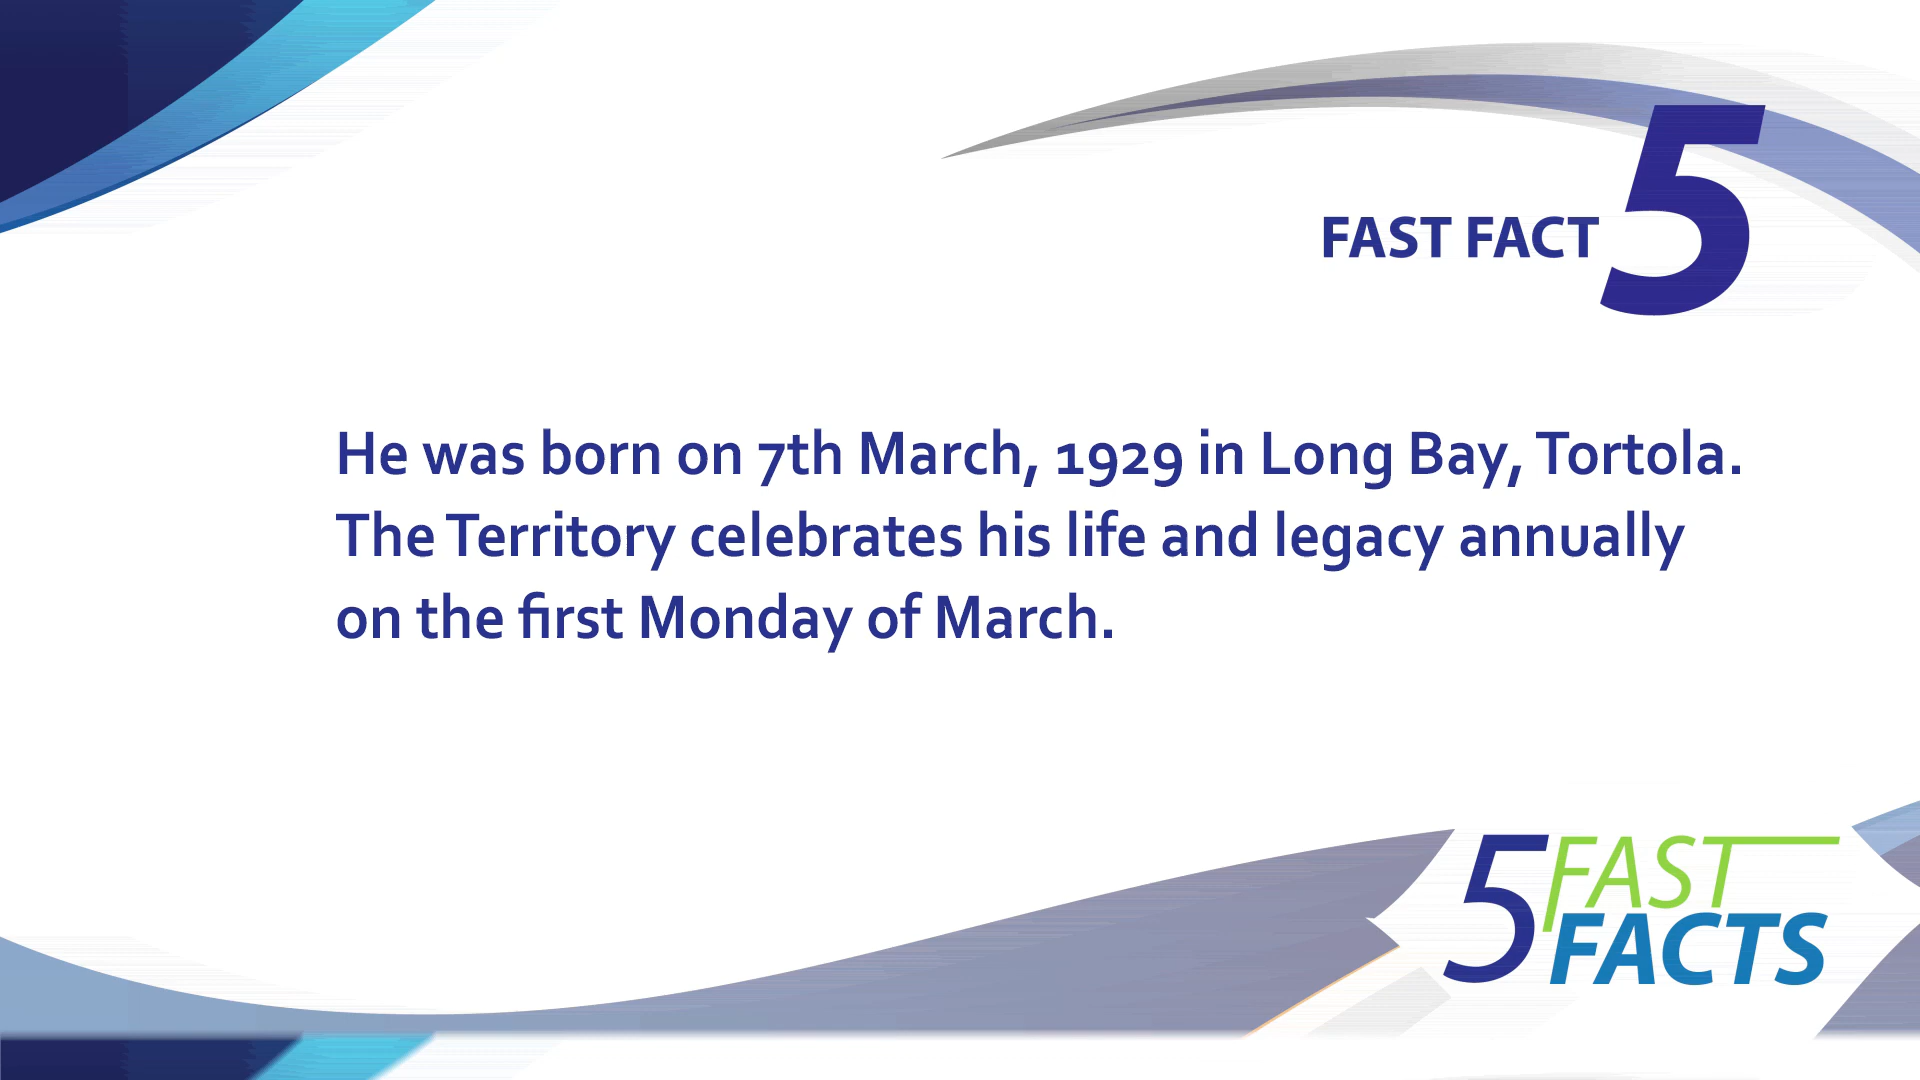 FAST FACT 5
He was born on 7th March, 1929 in Long Bay, Tortola.
The Territory celebrates his life and legacy annually
on the first Monday of March.
5 FAST
FACTS